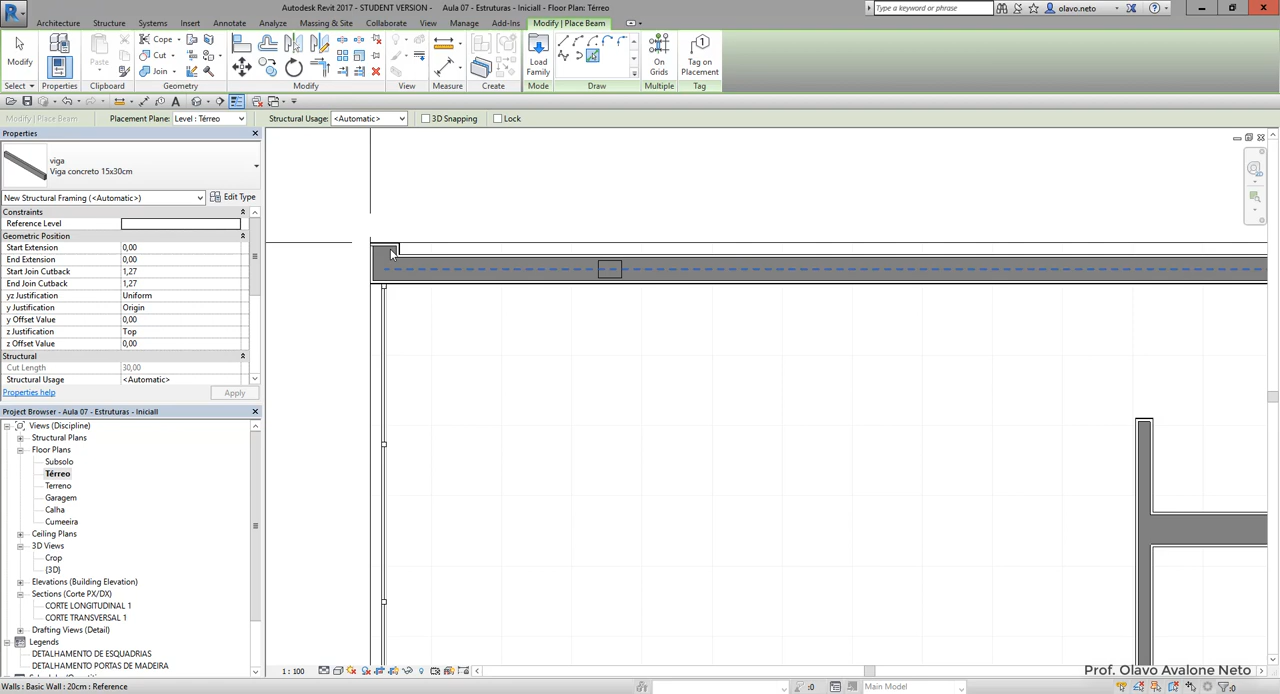 Autodesk Revit 2017 - STUDENT VERSION - Aula 07 - Estruturas - Iniciall - Floor Plan: Térreo
Type a keyword or phrase
olavo.neto
Architecture Structure Systems Insert Annotate Analyze Massing & Site Collaborate View Manage Add-Ins Modify | Place Beam
Modify
Paste
Cope
Cut
Join
Load
Family
On
Grids
Tag on
Placement
Select Properties Clipboard Geometry Modify View Measure Create Mode Draw Multiple Tag
Modify | Place Beam
Placement Plane: Level : Térreo
Structural Usage: <Automatic>
3D Snapping
Lock
Properties
viga
Viga concreto 15x30cm
New Structural Framing (<Automatic>)
Edit Type
Constraints
Reference Level
Geometric Position
Start Extension 0,00
End Extension 0,00
Start Join Cutback 1,27
End Join Cutback 1,27
yz Justification Uniform
y Justification Origin
y Offset Value 0,00
z Justification Top
z Offset Value 0,00
Structural
Cut Length 30,00
Structural Usage <Automatic>
Properties help
Apply
Project Browser - Aula 07 - Estruturas - Iniciall
Views (Discipline)
Structural Plans
Floor Plans
Subsolo
Térreo
Terreno
Garagem
Calha
Cumeeira
Ceiling Plans
3D Views
Crop
{3D}
Elevations (Building Elevation)
Sections (Corte PX/DX)
CORTE LONGITUDINAL 1
CORTE TRANSVERSAL 1
Drafting Views (Detail)
Legends
DETALHAMENTO DE ESQUADRIAS
DETALHAMENTO PORTAS DE MADEIRA
1 : 100
Prof. Olavo Avalone Neto
Walls : Basic Wall : 20cm : Reference
:0
Main Model
:0